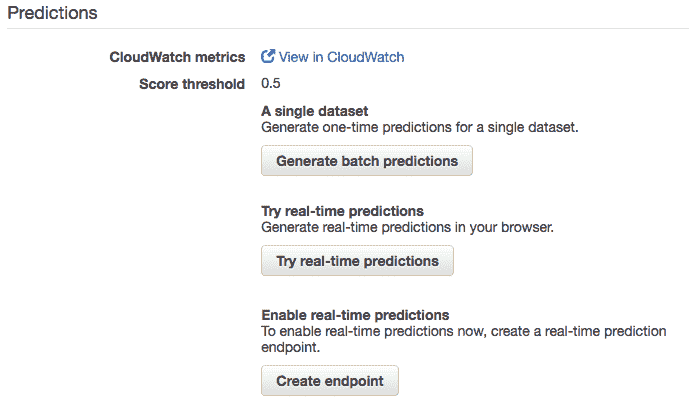 Predictions
CloudWatch metrics View in CloudWatch
Score threshold 0.5
A single dataset
Generate one-time predictions for a single dataset.
Generate batch predictions
Try real-time predictions
Generate real-time predictions in your browser.
Try real-time predictions
Enable real-time predictions
To enable real-time predictions now, create a real-time prediction
endpoint.
Create endpoint